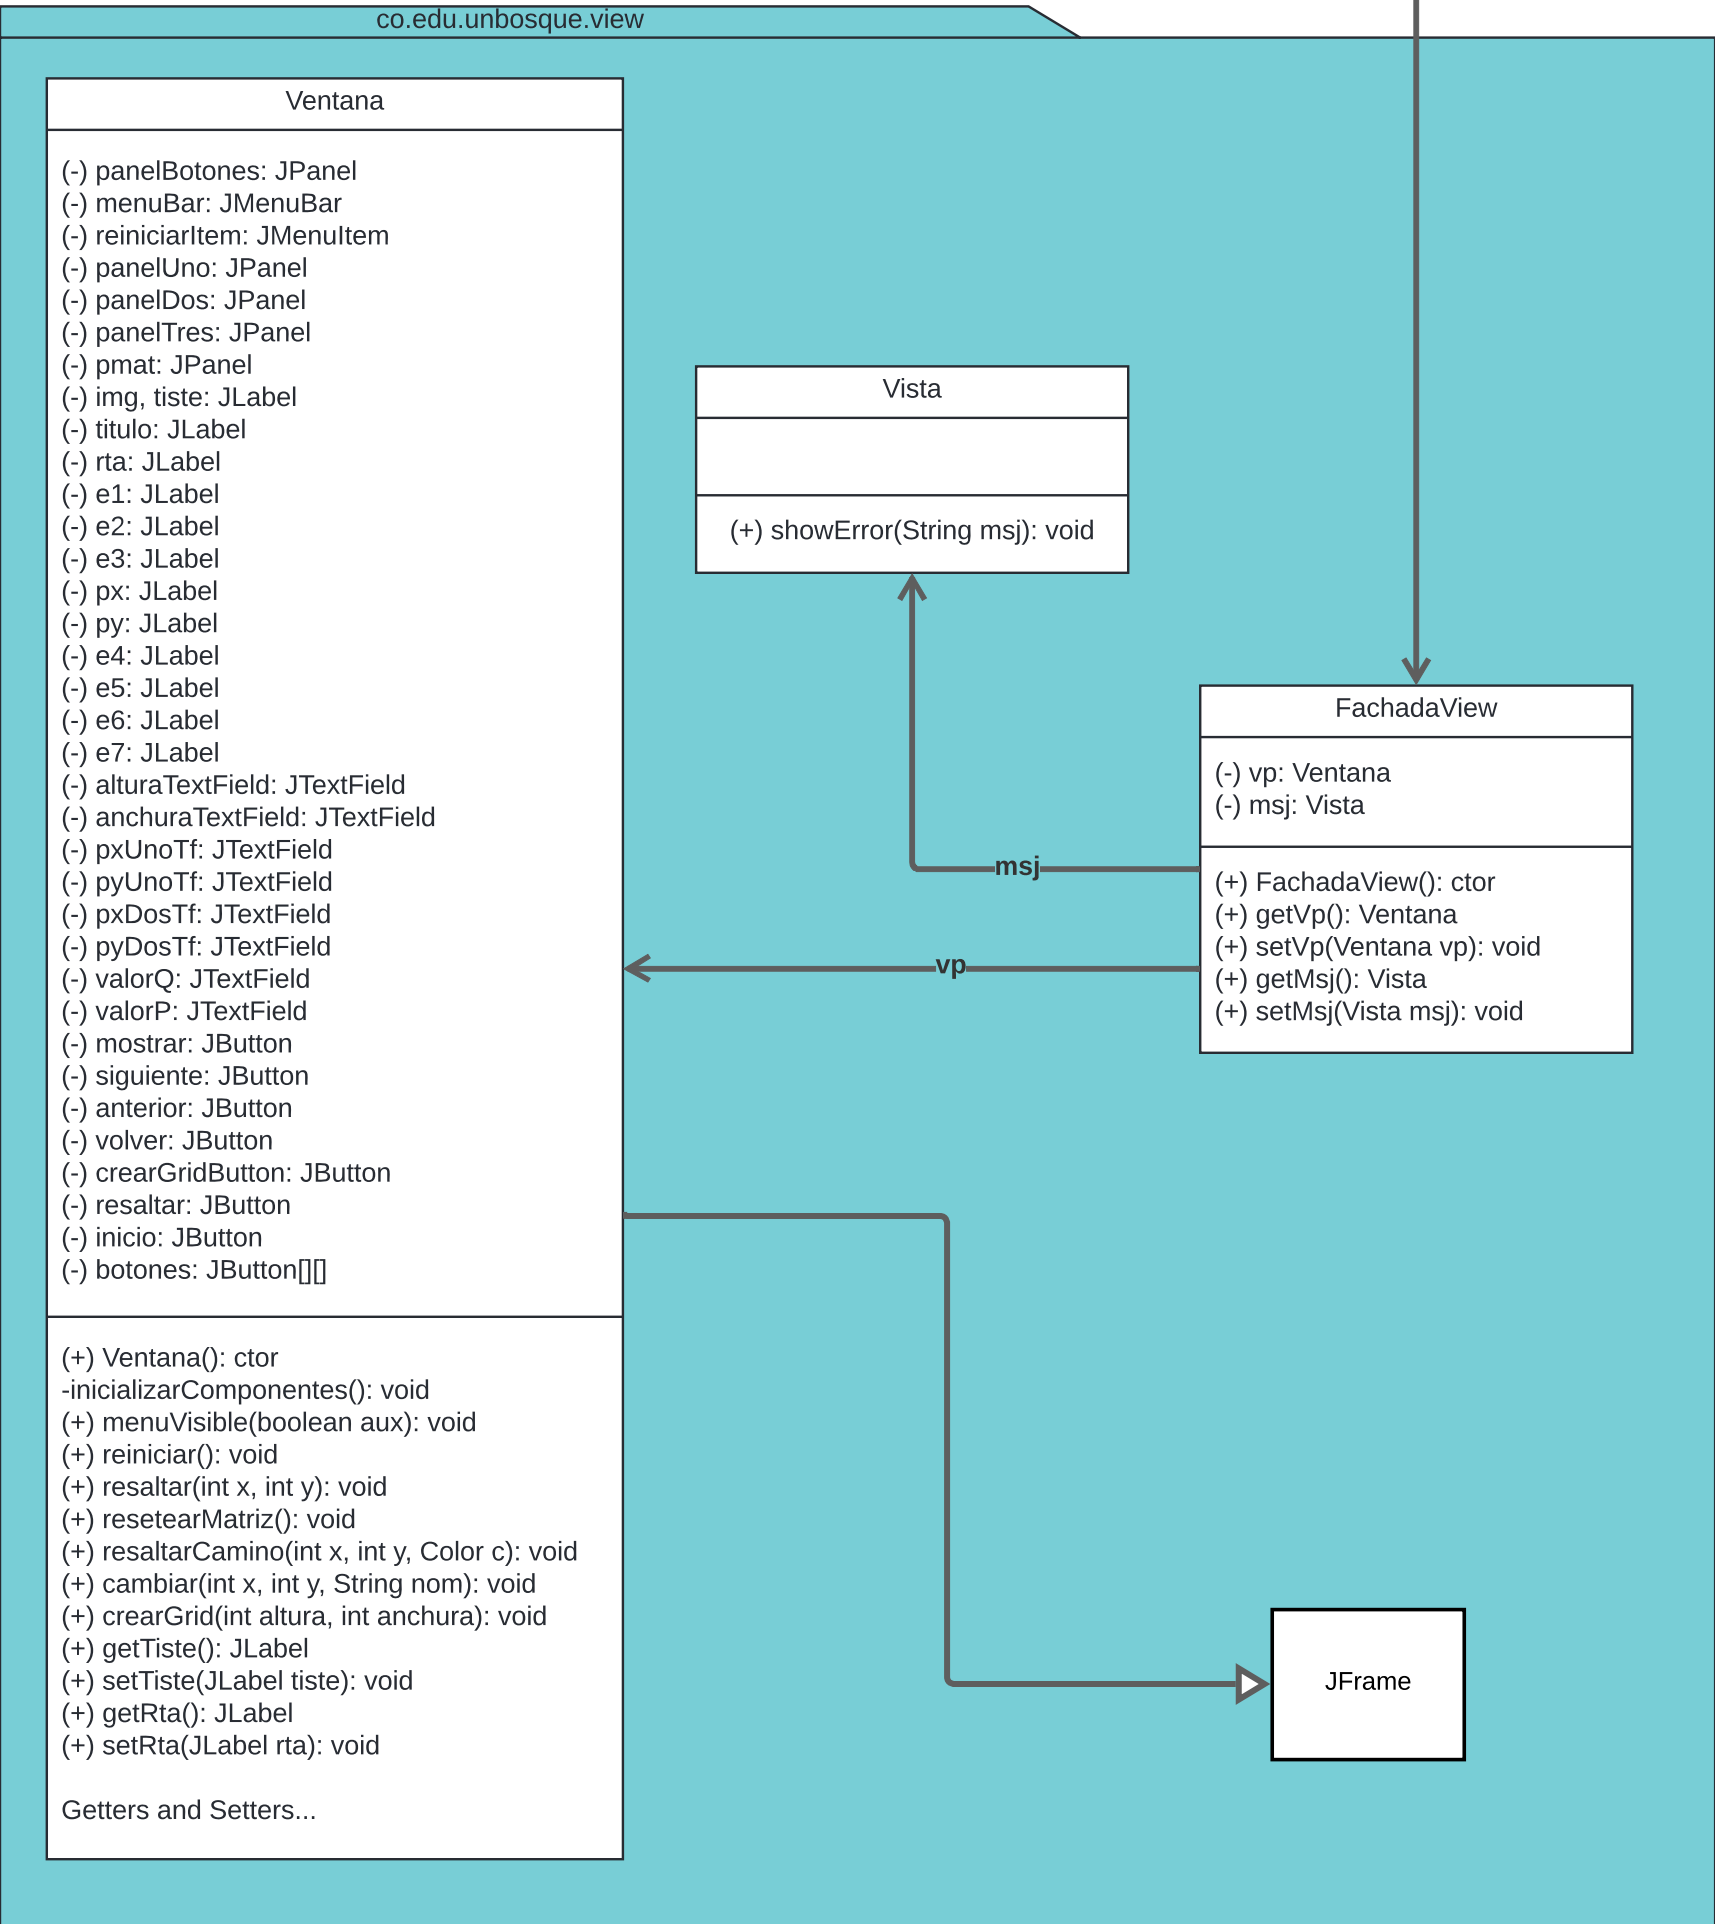 co.edu.unbosque.view
Ventana
(-) panelBotones: JPanel
(-) menuBar: JMenuBar
(-) reiniciarItem: JMenuItem
(-) panelUno: JPanel
(-) panelDos: JPanel
(-) panelTres: JPanel
(-) pmat: JPanel
(-) img, tiste: JLabel
(-) titulo: JLabel
(-) rta: JLabel
(-) e1: JLabel
(-) e2: JLabel
(-) e3: JLabel
(-) px: JLabel
(-) py: JLabel
(-) e4: JLabel
(-) e5: JLabel
(-) e6: JLabel
(-) e7: JLabel
(-) alturaTextField: JTextField
(-) anchuraTextField: JTextField
(-) pxUnoTf: JTextField
(-) pyUnoTf: JTextField
(-) pxDosTf: JTextField
(-) pyDosTf: JTextField
(-) valorQ: JTextField
(-) valorP: JTextField
(-) mostrar: JButton
(-) siguiente: JButton
(-) anterior: JButton
(-) volver: JButton
(-) crearGridButton: JButton
(-) resaltar: JButton
(-) inicio: JButton
(-) botones: JButton[][]
(+) Ventana(): ctor
-inicializarComponentes(): void
(+) menuVisible(boolean aux): void
(+) reiniciar(): void
(+) resaltar(int x, int y): void
(+) resetearMatriz(): void
(+) resaltarCamino(int x, int y, Color c): void
(+) cambiar(int x, int y, String nom): void
(+) crearGrid(int altura, int anchura): void
(+) getTiste(): JLabel
(+) setTiste(JLabel tiste): void
(+) getRta(): JLabel
(+) setRta(JLabel rta): void
Getters and Setters...
Vista
(+) showError(String msj): void
FachadaView
(-) vp: Ventana
(-) msj: Vista
(+) FachadaView(): ctor
(+) getVp(): Ventana
(+) setVp(Ventana vp): void
(+) getMsj(): Vista
(+) setMsj(Vista msj): void
msj
vp
JFrame